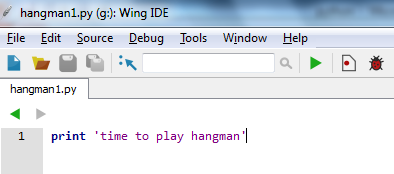 hangman1.py (g:): Wing IDE
File Edit Source Debug Tools Window Help
hangman1.py
1 print 'time to play hangman'